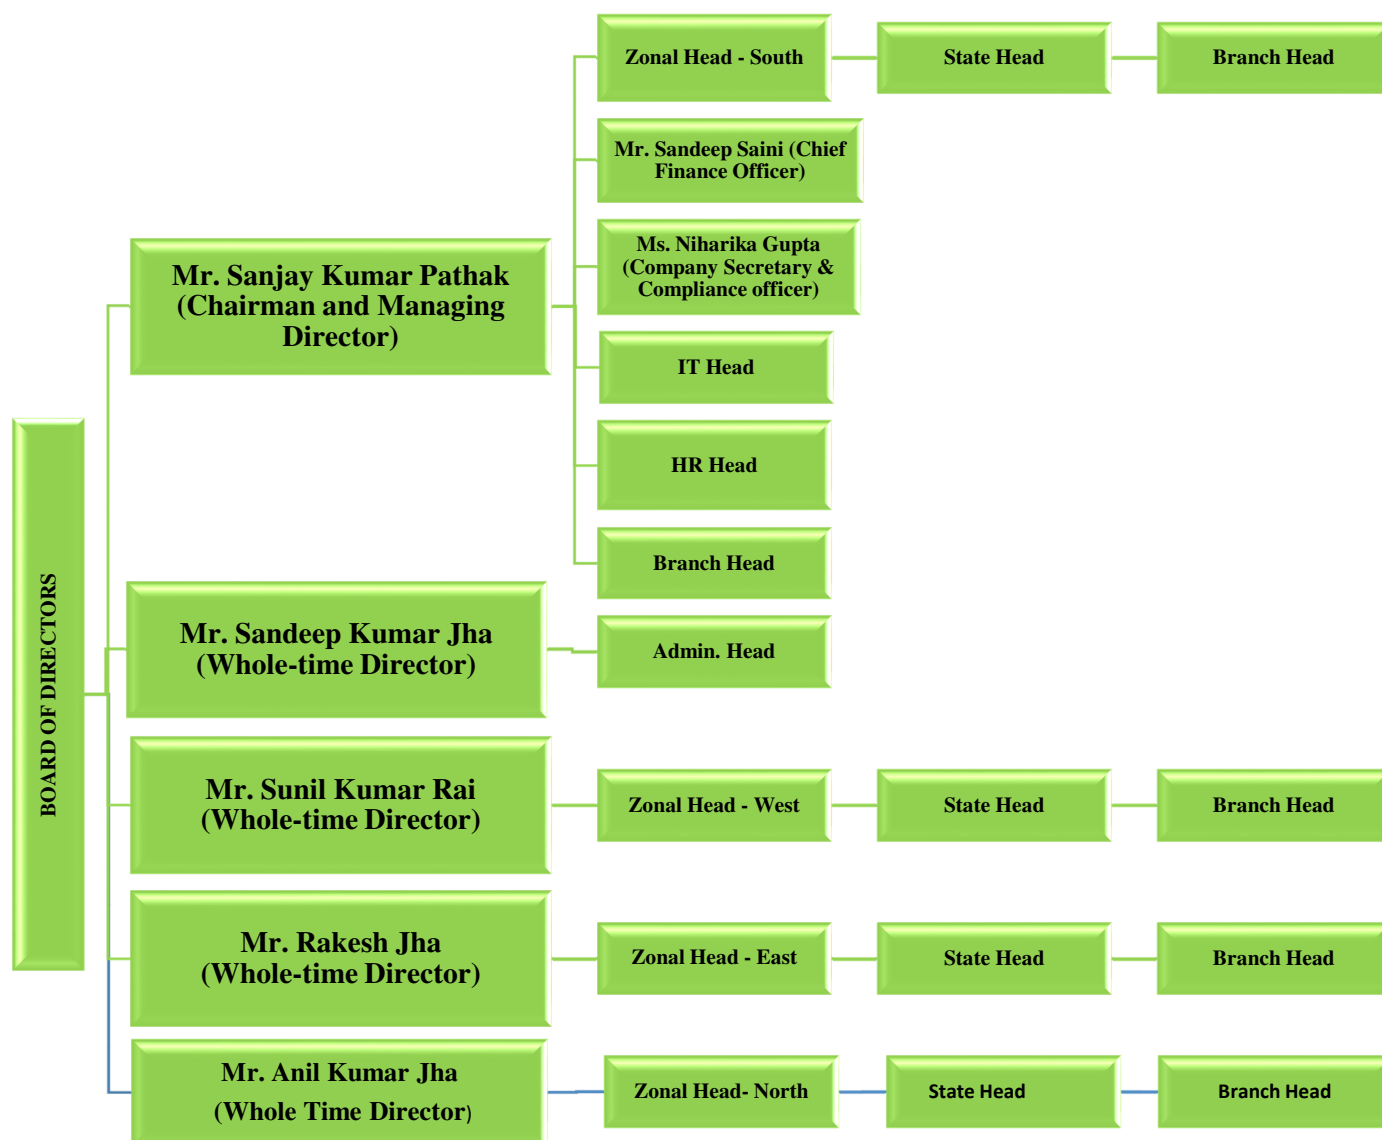 BOARD OF DIRECTORS
Mr. Sanjay Kumar Pathak
(Chairman and Managing
Director)
Zonal Head - South
State Head
Branch Head
Mr. Sandeep Saini (Chief
Finance Officer)
Ms. Niharika Gupta
(Company Secretary &
Compliance officer)
IT Head
HR Head
Branch Head
Mr. Sandeep Kumar Jha
(Whole-time Director)
Admin. Head
Mr. Sunil Kumar Rai
(Whole-time Director)
Zonal Head - West
State Head
Branch Head
Mr. Rakesh Jha
(Whole-time Director)
Zonal Head - East
State Head
Branch Head
Mr. Anil Kumar Jha
(Whole Time Director)
Zonal Head- North
State Head
Branch Head